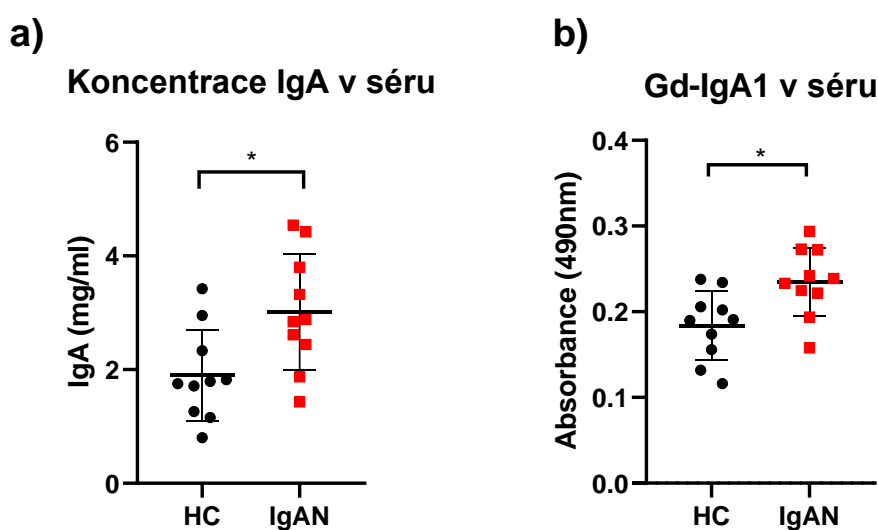 a)
Koncentrace IgA v séru
*
6
4
2
0
IgA (mg/ml)
HC IgAN
b)
Gd-IgA1 v séru
*
0.4
0.3
0.2
0.1
0.0
Absorbance (490nm)
HC IgAN